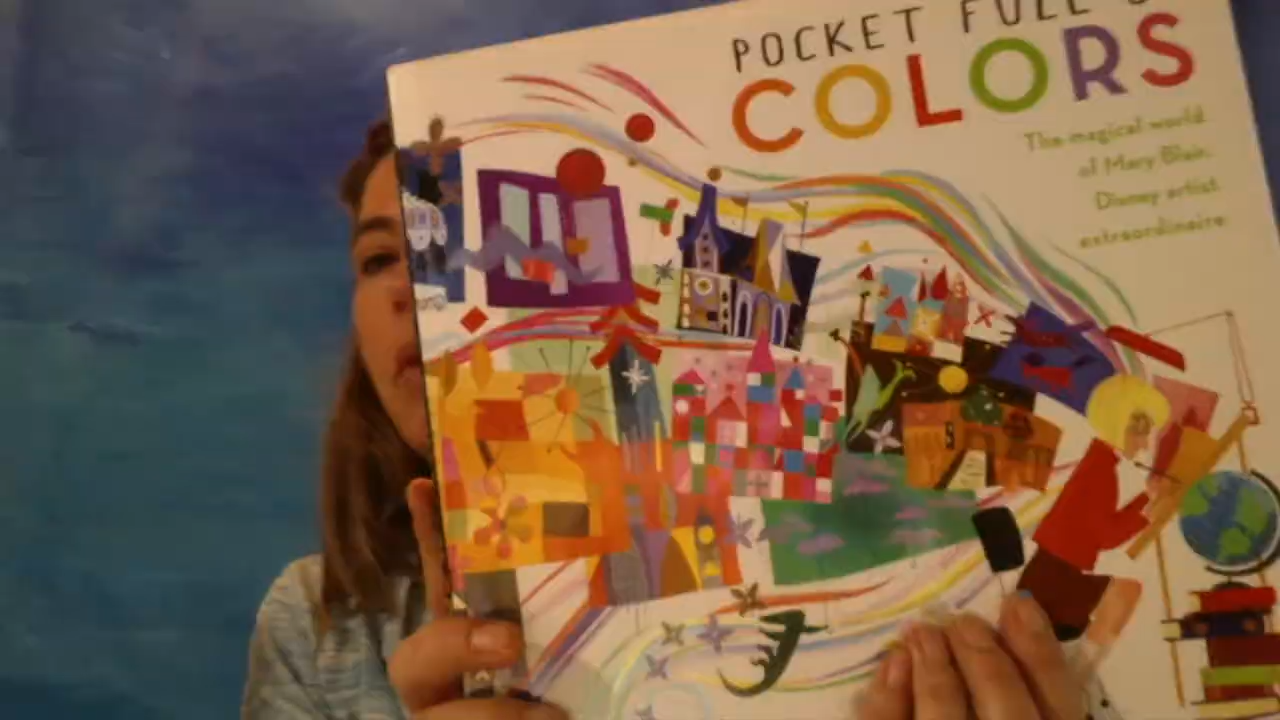 POCKET FULL
COLORS
The magical world
of Mary Blair,
Disney artist
extraordinaire